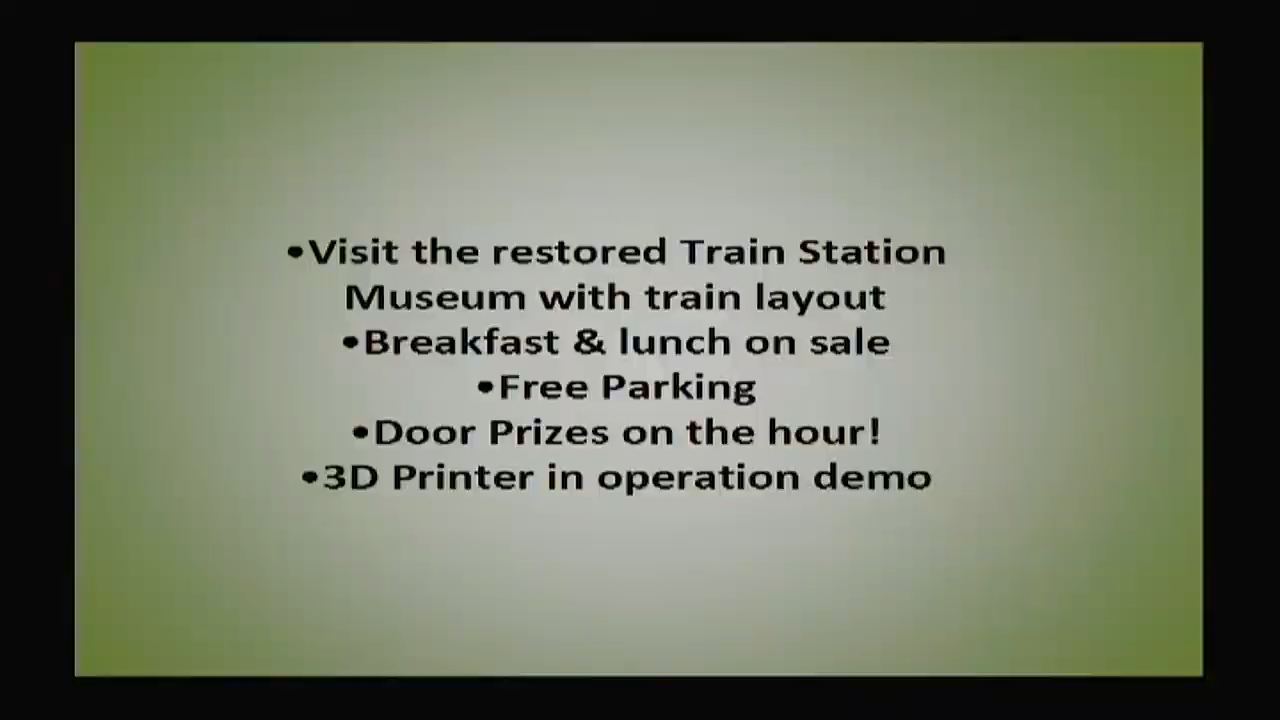 •Visit the restored Train Station
Museum with train layout
•Breakfast & lunch on sale
•Free Parking
•Door Prizes on the hour!
•3D Printer in operation demo